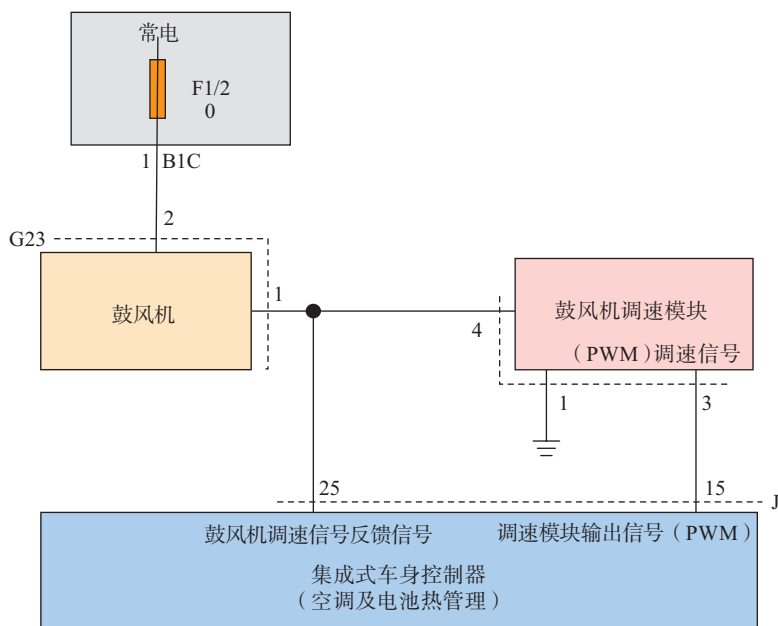 常电
F1/2
0
1 B1C
2
G23
鼓风机
1
4
鼓风机调速模块
（PWM）调速信号
1
3
25
15
J
鼓风机调速信号反馈信号
调速模块输出信号（PWM）
集成式车身控制器
（空调及电池热管理）